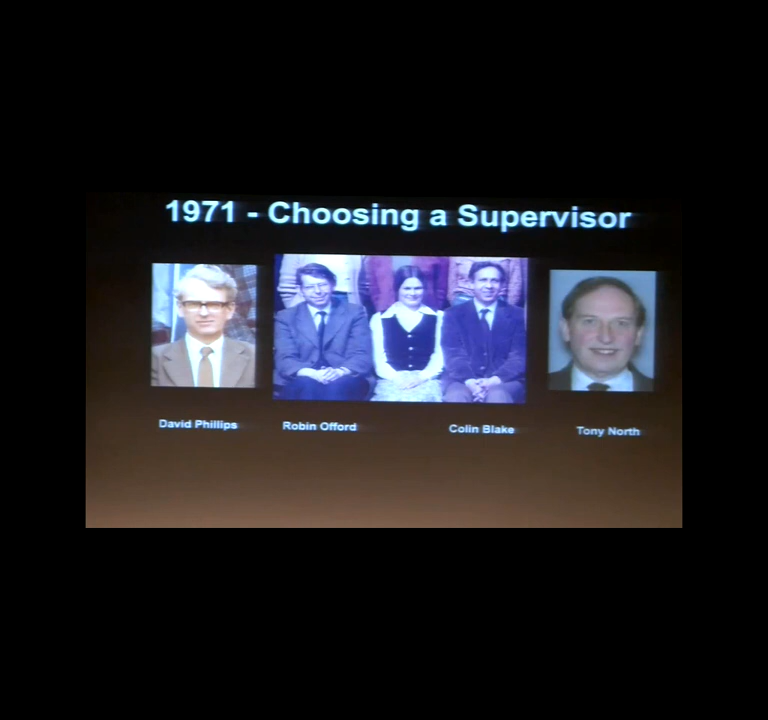 1971 - Choosing a Supervisor
David Phillips
Robin Offord
Colin Blake
Tony North